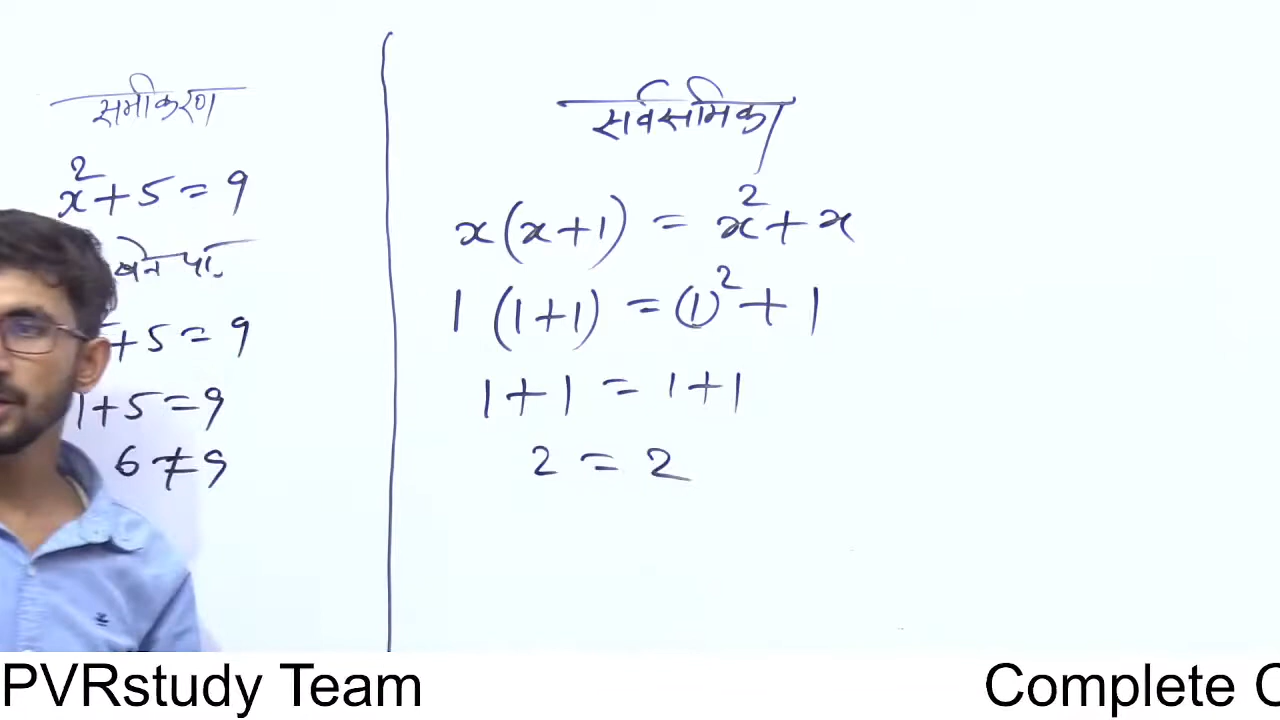 समीकरण
x² + 5 = 9
पर
+ 5 = 9
1 + 5 = 9
6 ≠ 9
सर्वसमिका
x(x+1) = x² + x
1 (1+1) = (1)² + 1
1 + 1 = 1 + 1
2 = 2
PVRstudy Team
Complete C